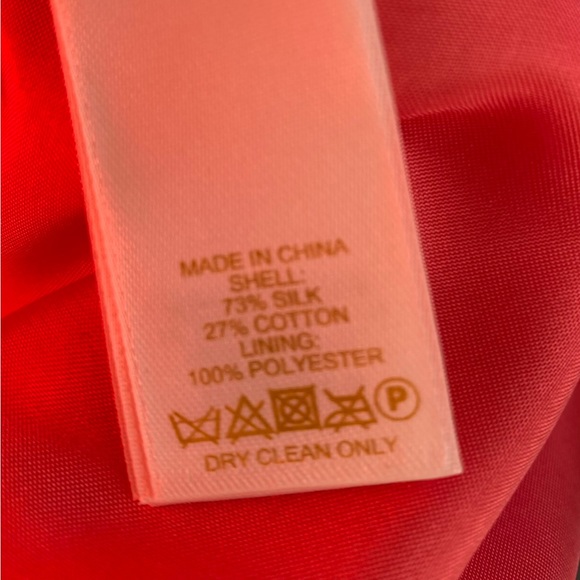 MADE IN CHINA
SHELL:
73% SILK
27% COTTON
LINING:
100% POLYESTER
P
DRY CLEAN ONLY